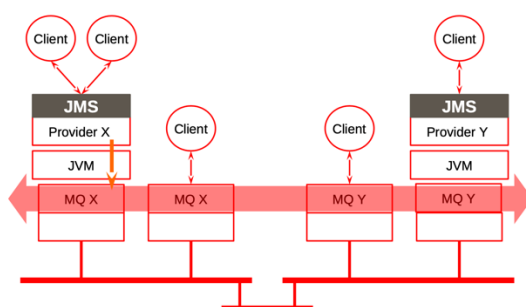 Client
Client
Client
JMS
JMS
Provider X
Provider Y
Client
Client
JVM
JVM
MQ X
MQ X
MQ Y
MQ Y